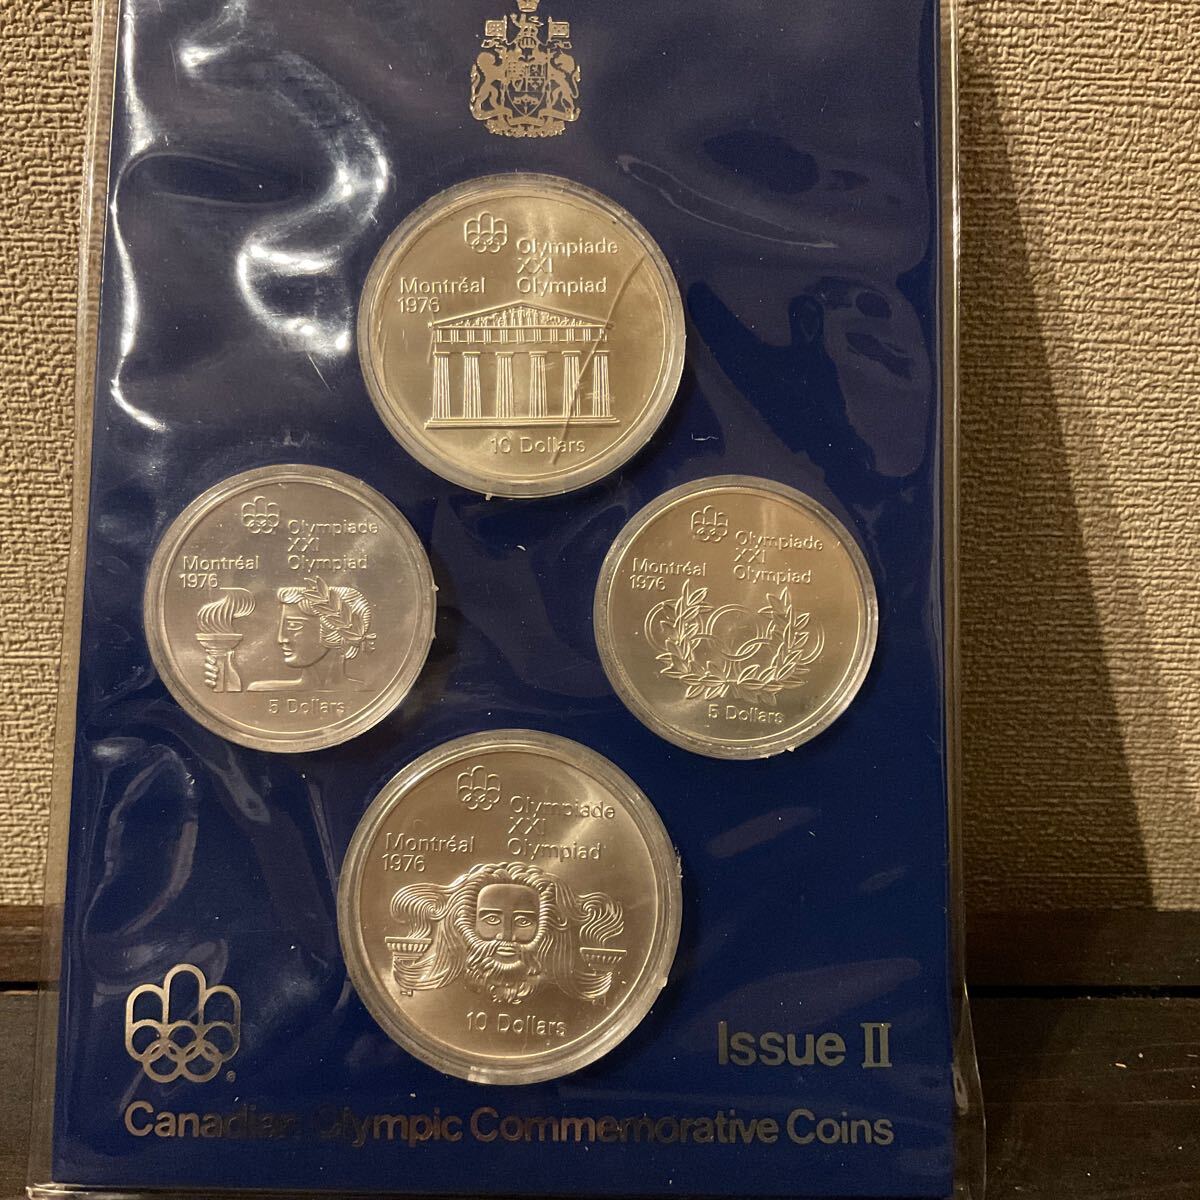 Olympiade
XXI
Montréal Olympiad
1976
10 Dollars
Olympiade
XXI
Montréal Olympiad
1976
5 Dollars
Olympiade
XXI
Montréal Olympiad
1976
5 Dollars
Olympiade
XXI
Montréal Olympiad
1976
10 Dollars
Issue II
Canadian Olympic Commemorative Coins